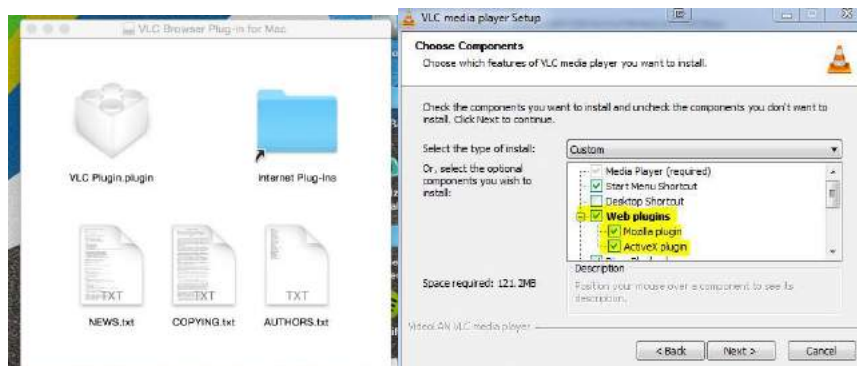 VLC Browser Plug-in for Mac
VLC Plugin.plugin
Internet Plug-Ins
TXT
TXT
TXT
NEWS.txt
COPYING.txt
AUTHORS.txt
VLC media player Setup
Choose Components
Choose which features of VLC media player you want to install.
Check the components you want to install and uncheck the components you don't want to
install. Click Next to continue.
Select the type of install:
Custom
Or, select the optional
components you wish to
install:
Media Player (required)
Start Menu Shortcut
Desktop Shortcut
Web plugins
Mozilla plugin
ActiveX plugin
Space required: 121.2MB
Description
Position your mouse over a component to see its
description.
VideoLAN VLC media player
< Back
Next >
Cancel